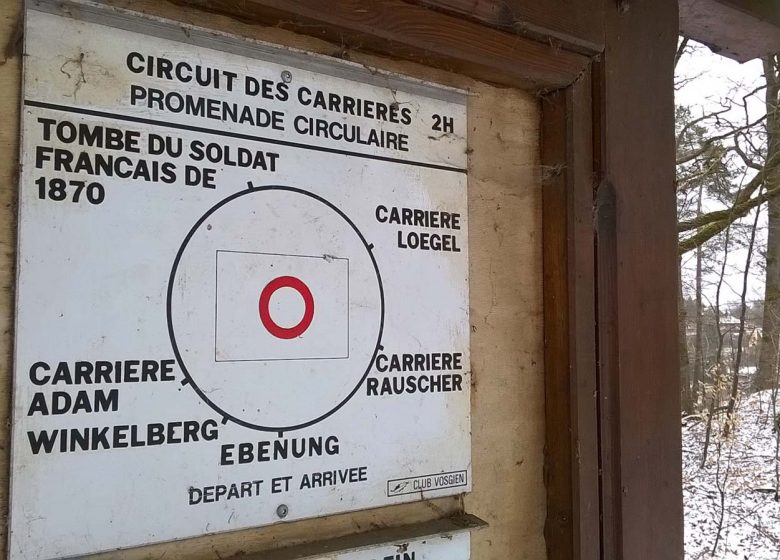 CIRCUIT DES CARRIERES 2H
PROMENADE CIRCULAIRE
TOMBE DU SOLDAT
FRANCAIS DE
1870
CARRIERE
LOEGEL
CARRIERE
RAUSCHER
CARRIERE
ADAM
WINKELBERG
EBENUNG
DEPART ET ARRIVEE
CLUB VOSGIEN